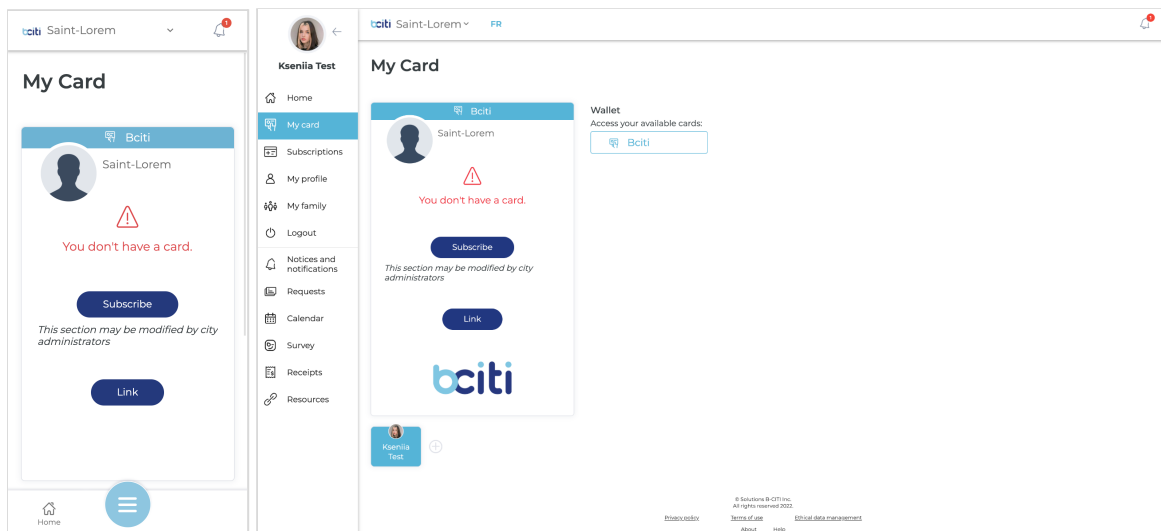 bciti Saint-Lorem
1
My Card
Bciti
Saint-Lorem
You don't have a card.
Subscribe
This section may be modified by city
administrators
Link
Home
Kseniia Test
Home
My card
Subscriptions
My profile
My family
Logout
Notices and
notifications
Requests
Calendar
Survey
Receipts
Resources
bciti Saint-Lorem FR
1
My Card
Bciti
Saint-Lorem
You don't have a card.
Subscribe
This section may be modified by city
administrators
Link
bciti
Kseniia
Test
Wallet
Access your available cards:
Bciti
© Solutions B-CITI Inc.
All rights reserved 2022.
Privacy policy Terms of use Ethical data management
About Help